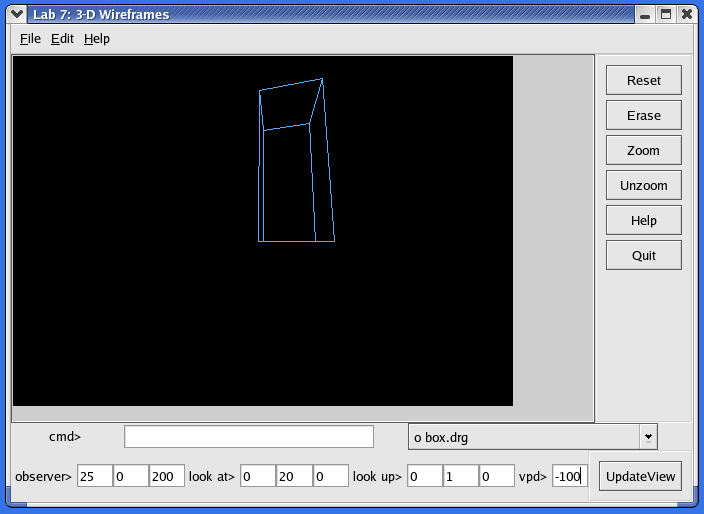 Lab 7: 3-D Wireframes
File Edit Help
Reset
Erase
Zoom
Unzoom
Help
Quit
cmd> o box.drg
observer> 25 0 200 look at> 0 20 0 look up> 0 1 0 vpd> -100 UpdateView